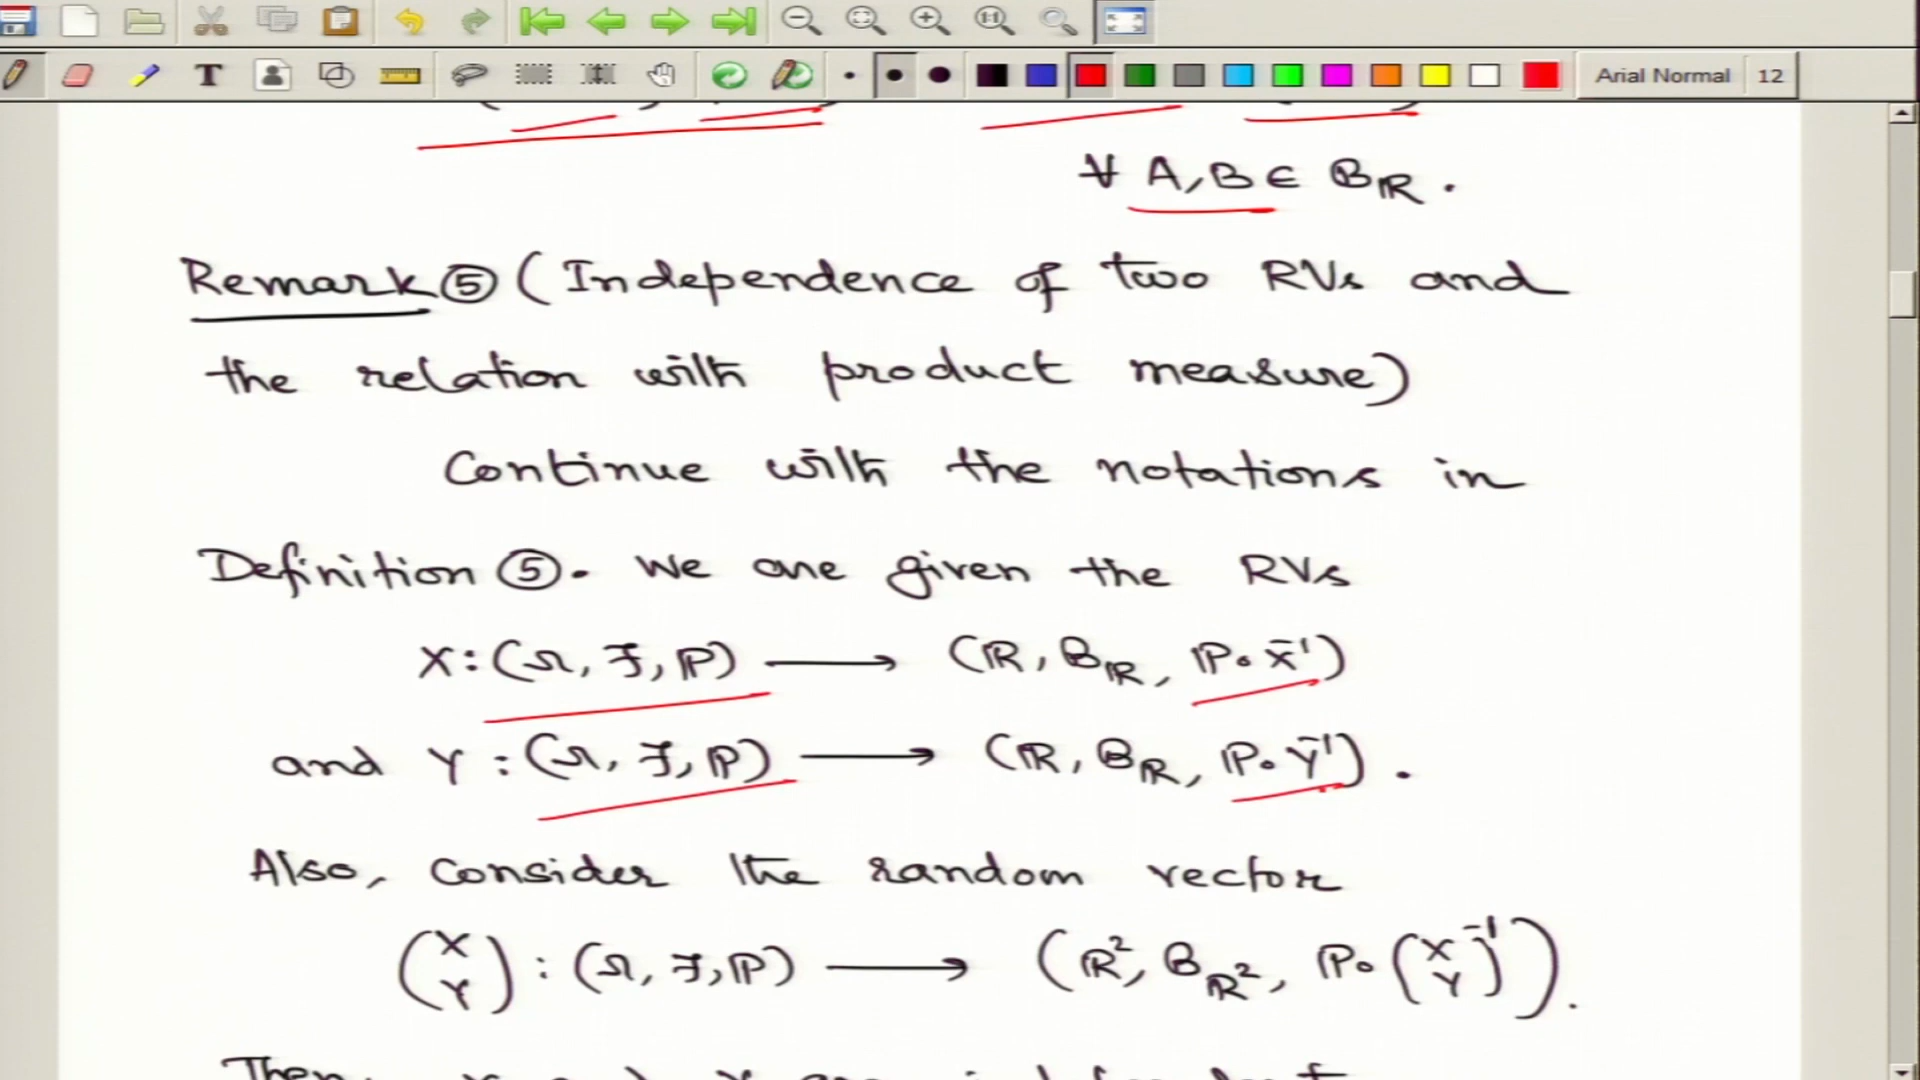 Arial Normal 12
∀ A, B ∈ 𝓑_ℝ.
Remark ⑤ (Independence of two RVs and
the relation with product measure)
Continue with the notations in
Definition ⑤. We are given the RVs
X : (Ω, 𝓕, ℙ) ⟶ (ℝ, 𝓑_ℝ, ℙ∘X⁻¹)
and Y : (Ω, 𝓕, ℙ) ⟶ (ℝ, 𝓑_ℝ, ℙ∘Y⁻¹).
Also, consider the random vector
(X Y) : (Ω, 𝓕, ℙ) ⟶ (ℝ², 𝓑_ℝ², ℙ∘(X Y)⁻¹).
Then